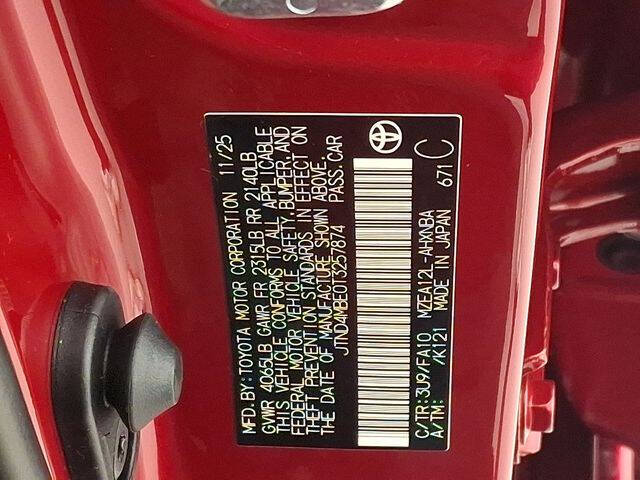 MFD.BY:TOYOTA MOTOR CORPORATION 11/25
GVWR 4065LB GAWR FR 2315LB RR 2140LB
THIS VEHICLE CONFORMS TO ALL APPLICABLE
FEDERAL MOTOR VEHICLE SAFETY,BUMPER,AND
THEFT PREVENTION STANDARDS IN EFFECT ON
THE DATE OF MANUFACTURE SHOWN ABOVE.
JTND4MBE0T3257874 PASS.CAR
C/TR:3U9/FA10 MZEA12L-AHXNBA
A/TM: /K121 MADE IN JAPAN 671 C